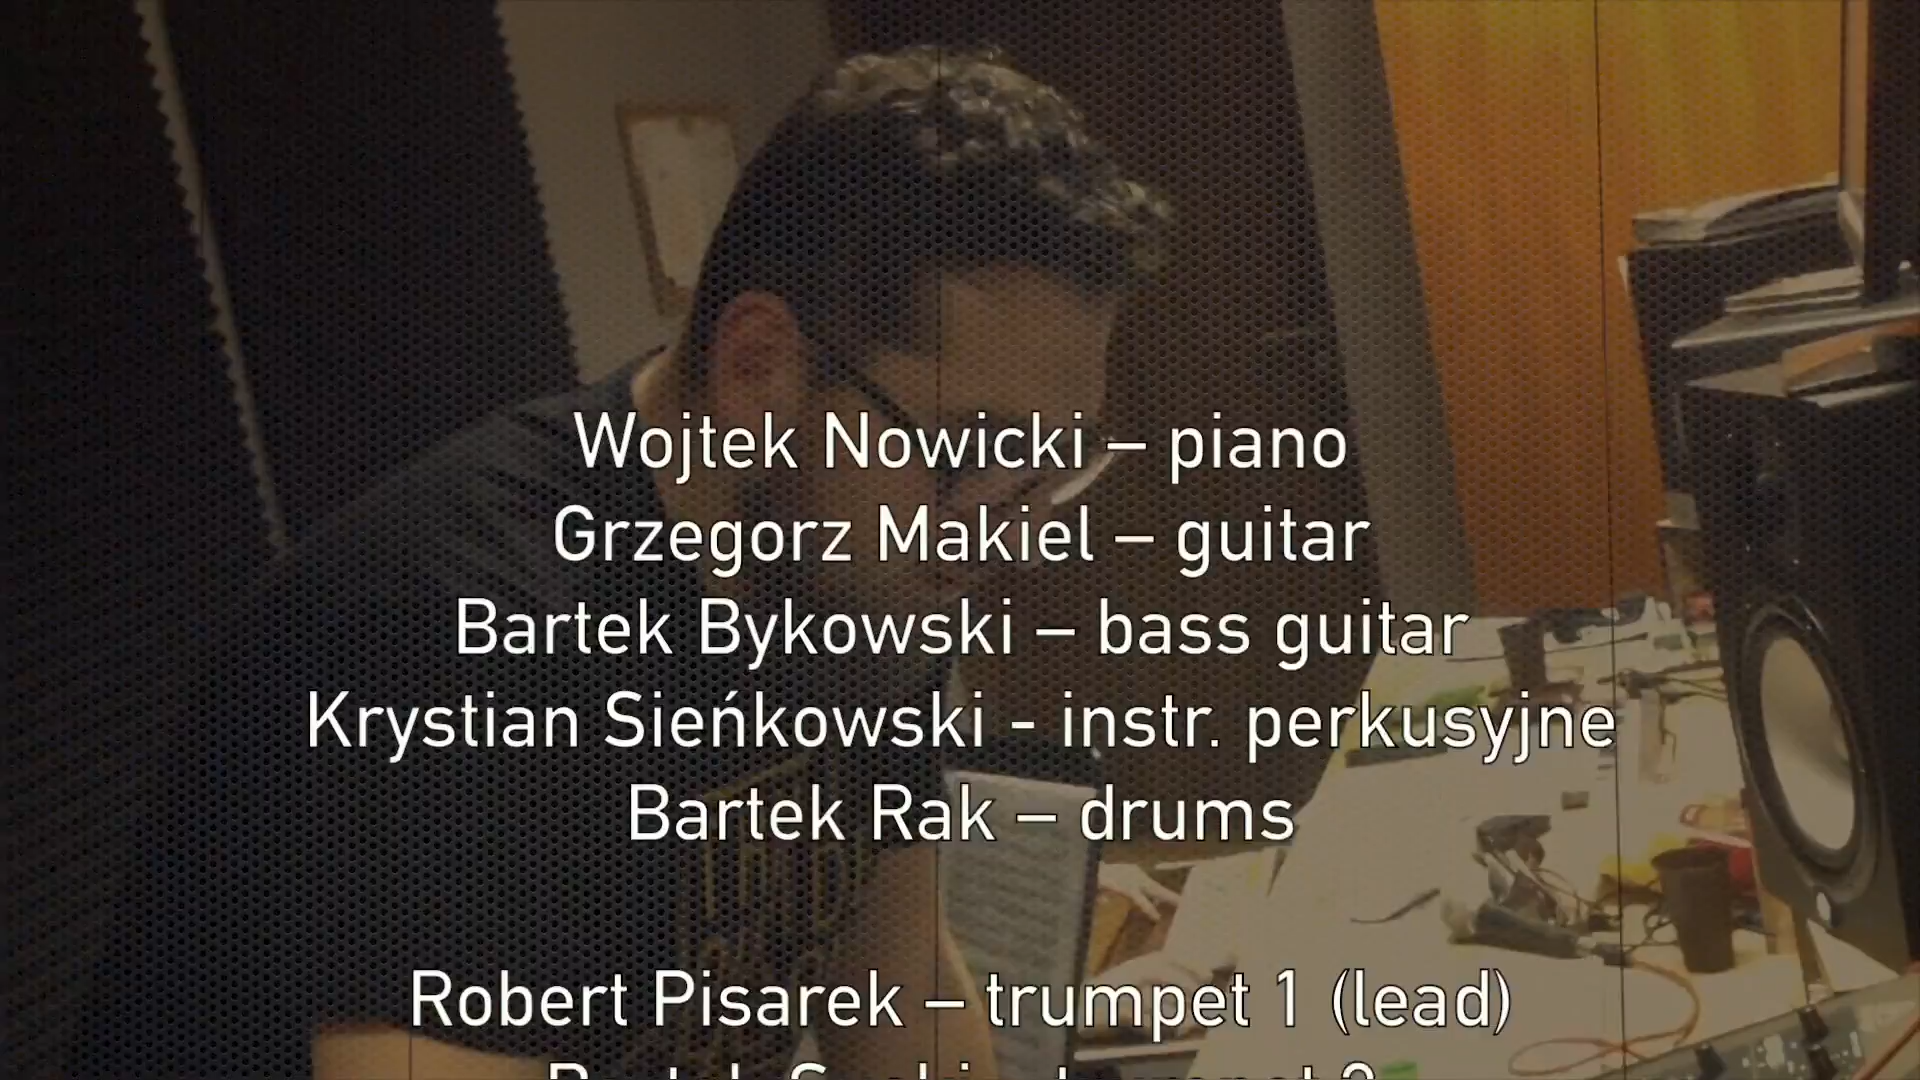 Wojtek Nowicki – piano
Grzegorz Makiel – guitar
Bartek Bykowski – bass guitar
Krystian Sieńkowski - instr. perkusyjne
Bartek Rak – drums
Robert Pisarek – trumpet 1 (lead)